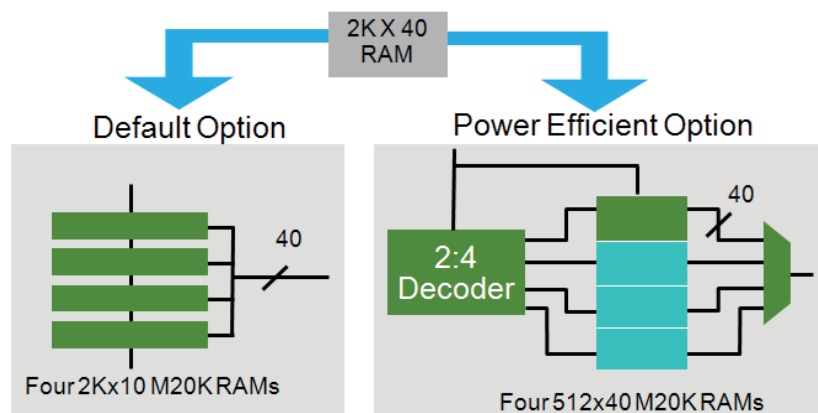 2K X 40
RAM
Default Option
Power Efficient Option
40
Four 2Kx10 M20K RAMs
2:4
Decoder
40
Four 512x40 M20K RAMs